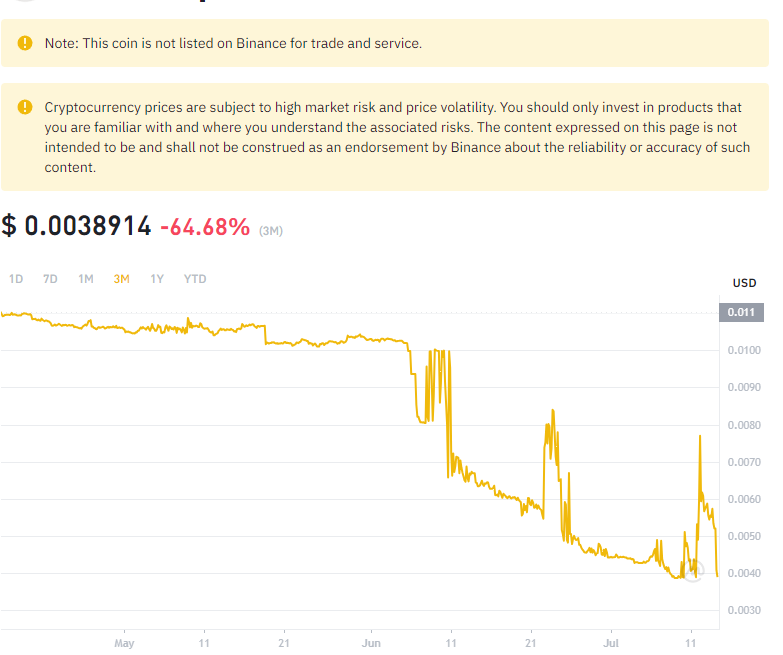 Note: This coin is not listed on Binance for trade and service.
Cryptocurrency prices are subject to high market risk and price volatility. You should only invest in products that
you are familiar with and where you understand the associated risks. The content expressed on this page is not
intended to be and shall not be construed as an endorsement by Binance about the reliability or accuracy of such
content.
$ 0.0038914 -64.68% (3M)
1D 7D 1M 3M 1Y YTD
USD
0.011
0.0100
0.0090
0.0080
0.0070
0.0060
0.0050
0.0040
0.0030
May 11 21 Jun 11 21 Jul 11